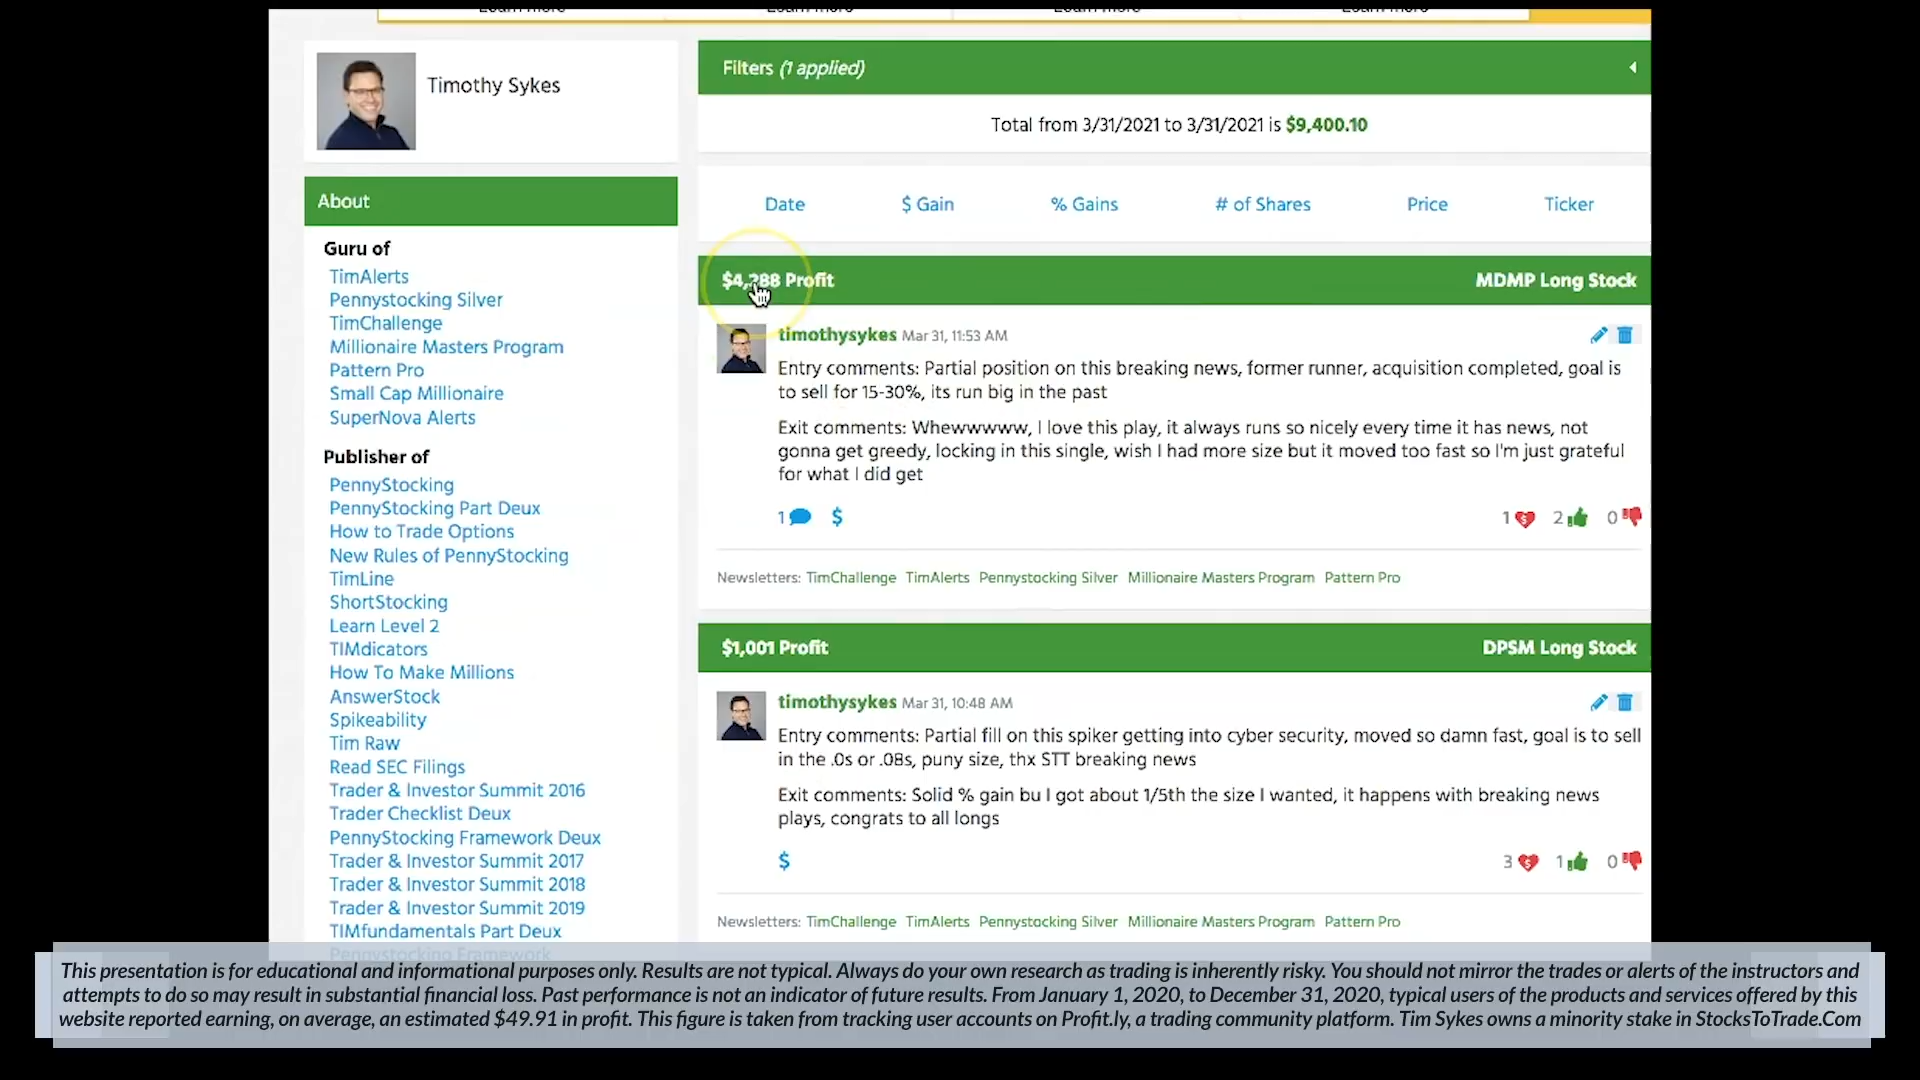 Learn more Learn more Learn more Learn more
Timothy Sykes
About
Guru of
TimAlerts
Pennystocking Silver
TimChallenge
Millionaire Masters Program
Pattern Pro
Small Cap Millionaire
SuperNova Alerts
Publisher of
PennyStocking
PennyStocking Part Deux
How to Trade Options
New Rules of PennyStocking
TimLine
ShortStocking
Learn Level 2
TIMdicators
How To Make Millions
AnswerStock
Spikeability
Tim Raw
Read SEC Filings
Trader & Investor Summit 2016
Trader Checklist Deux
PennyStocking Framework Deux
Trader & Investor Summit 2017
Trader & Investor Summit 2018
Trader & Investor Summit 2019
TIMfundamentals Part Deux
Pennystocking Framework
Filters (1 applied)
Total from 3/31/2021 to 3/31/2021 is $9,400.10
Date $ Gain % Gains # of Shares Price Ticker
$4,288 Profit MDMP Long Stock
timothysykes Mar 31, 11:53 AM
Entry comments: Partial position on this breaking news, former runner, acquisition completed, goal is
to sell for 15-30%, its run big in the past
Exit comments: Whewwwww, I love this play, it always runs so nicely every time it has news, not
gonna get greedy, locking in this single, wish I had more size but it moved too fast so I'm just grateful
for what I did get
1 $ 1 2 0
Newsletters: TimChallenge TimAlerts Pennystocking Silver Millionaire Masters Program Pattern Pro
$1,001 Profit DPSM Long Stock
timothysykes Mar 31, 10:48 AM
Entry comments: Partial fill on this spiker getting into cyber security, moved so damn fast, goal is to sell
in the .0s or .08s, puny size, thx STT breaking news
Exit comments: Solid % gain bu I got about 1/5th the size I wanted, it happens with breaking news
plays, congrats to all longs
$ 3 1 0
Newsletters: TimChallenge TimAlerts Pennystocking Silver Millionaire Masters Program Pattern Pro
This presentation is for educational and informational purposes only. Results are not typical. Always do your own research as trading is inherently risky. You should not mirror the trades or alerts of the instructors and
attempts to do so may result in substantial financial loss. Past performance is not an indicator of future results. From January 1, 2020, to December 31, 2020, typical users of the products and services offered by this
website reported earning, on average, an estimated $49.91 in profit. This figure is taken from tracking user accounts on Profit.ly, a trading community platform. Tim Sykes owns a minority stake in StocksToTrade.Com